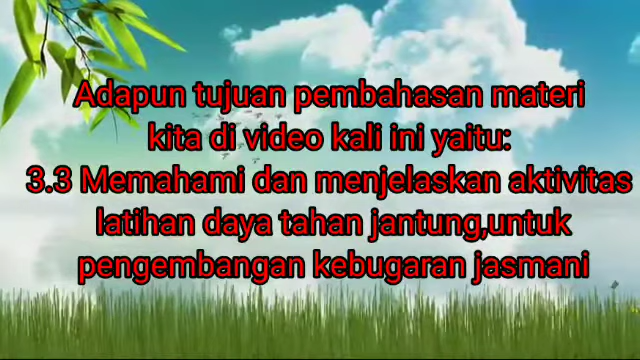 Adapun tujuan pembahasan materi
kita di video kali ini yaitu:
3.3 Memahami dan menjelaskan aktivitas
latihan daya tahan jantung,untuk
pengembangan kebugaran jasmani